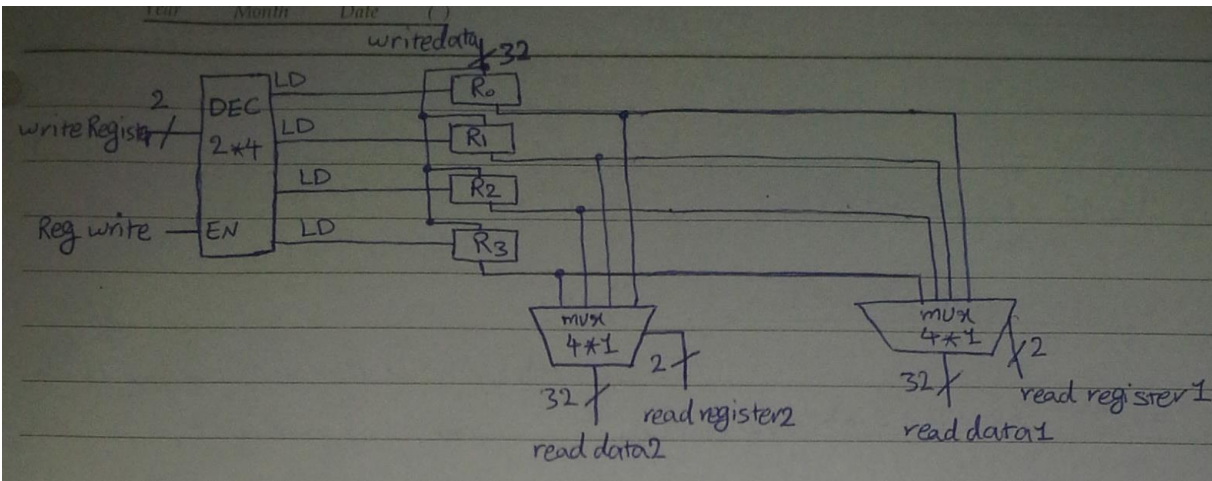 Year Month Date ( )
writedata 32
LD
R0
DEC
2*4
2
writeRegister
LD
R1
LD
R2
Reg write
EN
LD
R3
mux
4*1
2
32
read register2
read data2
mux
4*1
2
32
read register1
read data1